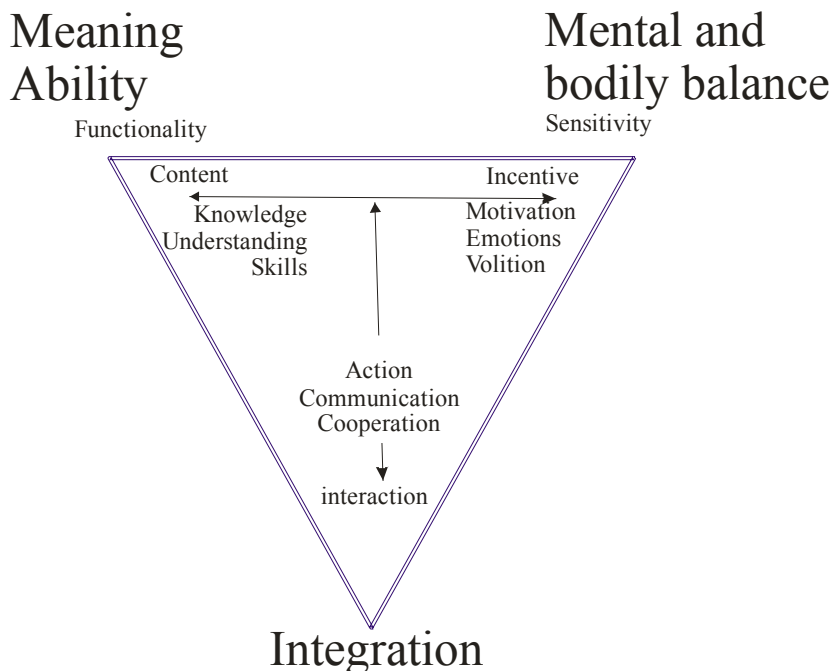 Meaning
Ability
Functionality
Mental and
bodily balance
Sensitivity
Content
Incentive
Knowledge
Understanding
Skills
Motivation
Emotions
Volition
Action
Communication
Cooperation
interaction
Integration